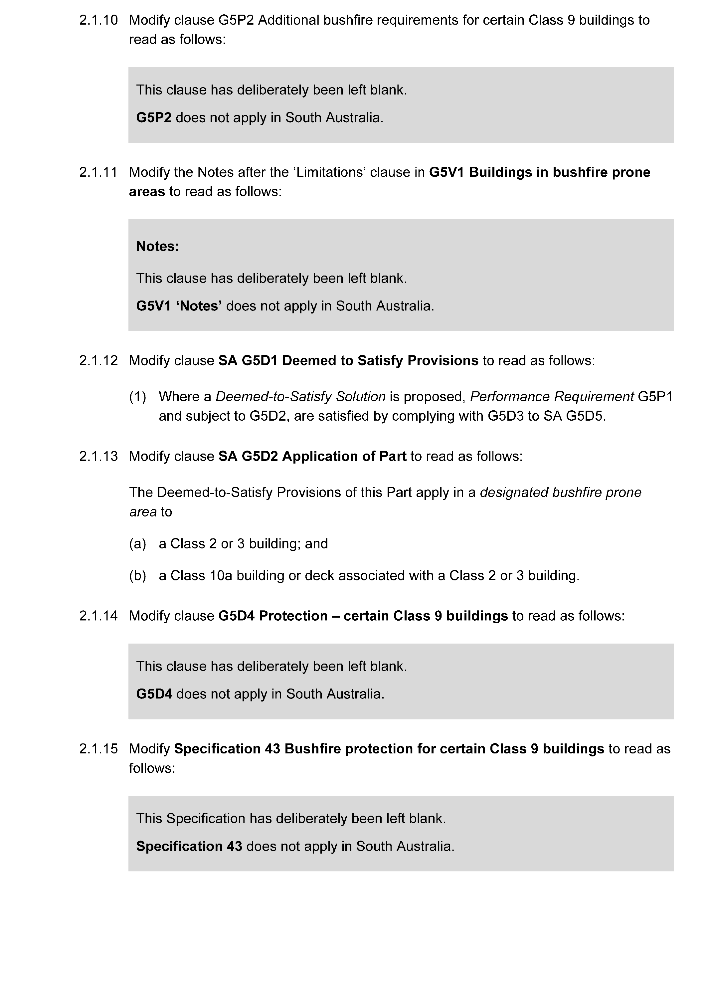 2.1.10 Modify clause G5P2 Additional bushfire requirements for certain Class 9 buildings to
read as follows:
This clause has deliberately been left blank.
G5P2 does not apply in South Australia.
2.1.11 Modify the Notes after the ‘Limitations’ clause in G5V1 Buildings in bushfire prone
areas to read as follows:
Notes:
This clause has deliberately been left blank.
G5V1 ‘Notes’ does not apply in South Australia.
2.1.12 Modify clause SA G5D1 Deemed to Satisfy Provisions to read as follows:
(1) Where a Deemed-to-Satisfy Solution is proposed, Performance Requirement G5P1
and subject to G5D2, are satisfied by complying with G5D3 to SA G5D5.
2.1.13 Modify clause SA G5D2 Application of Part to read as follows:
The Deemed-to-Satisfy Provisions of this Part apply in a designated bushfire prone
area to
(a) a Class 2 or 3 building; and
(b) a Class 10a building or deck associated with a Class 2 or 3 building.
2.1.14 Modify clause G5D4 Protection – certain Class 9 buildings to read as follows:
This clause has deliberately been left blank.
G5D4 does not apply in South Australia.
2.1.15 Modify Specification 43 Bushfire protection for certain Class 9 buildings to read as
follows:
This Specification has deliberately been left blank.
Specification 43 does not apply in South Australia.